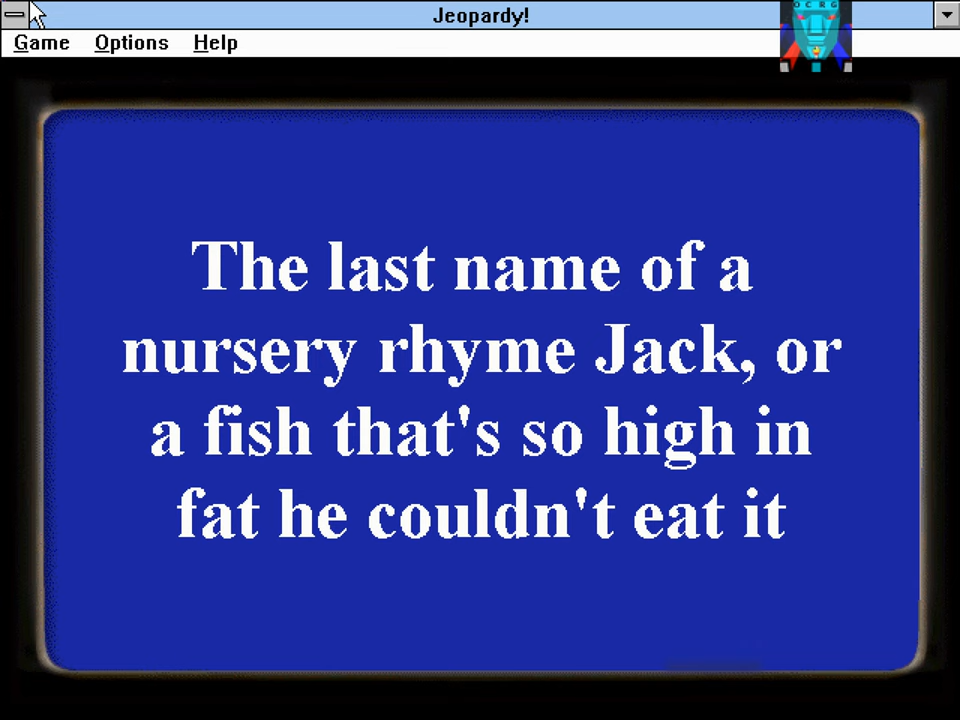 Jeopardy!
Game Options Help
OCRG
The last name of a
nursery rhyme Jack, or
a fish that's so high in
fat he couldn't eat it